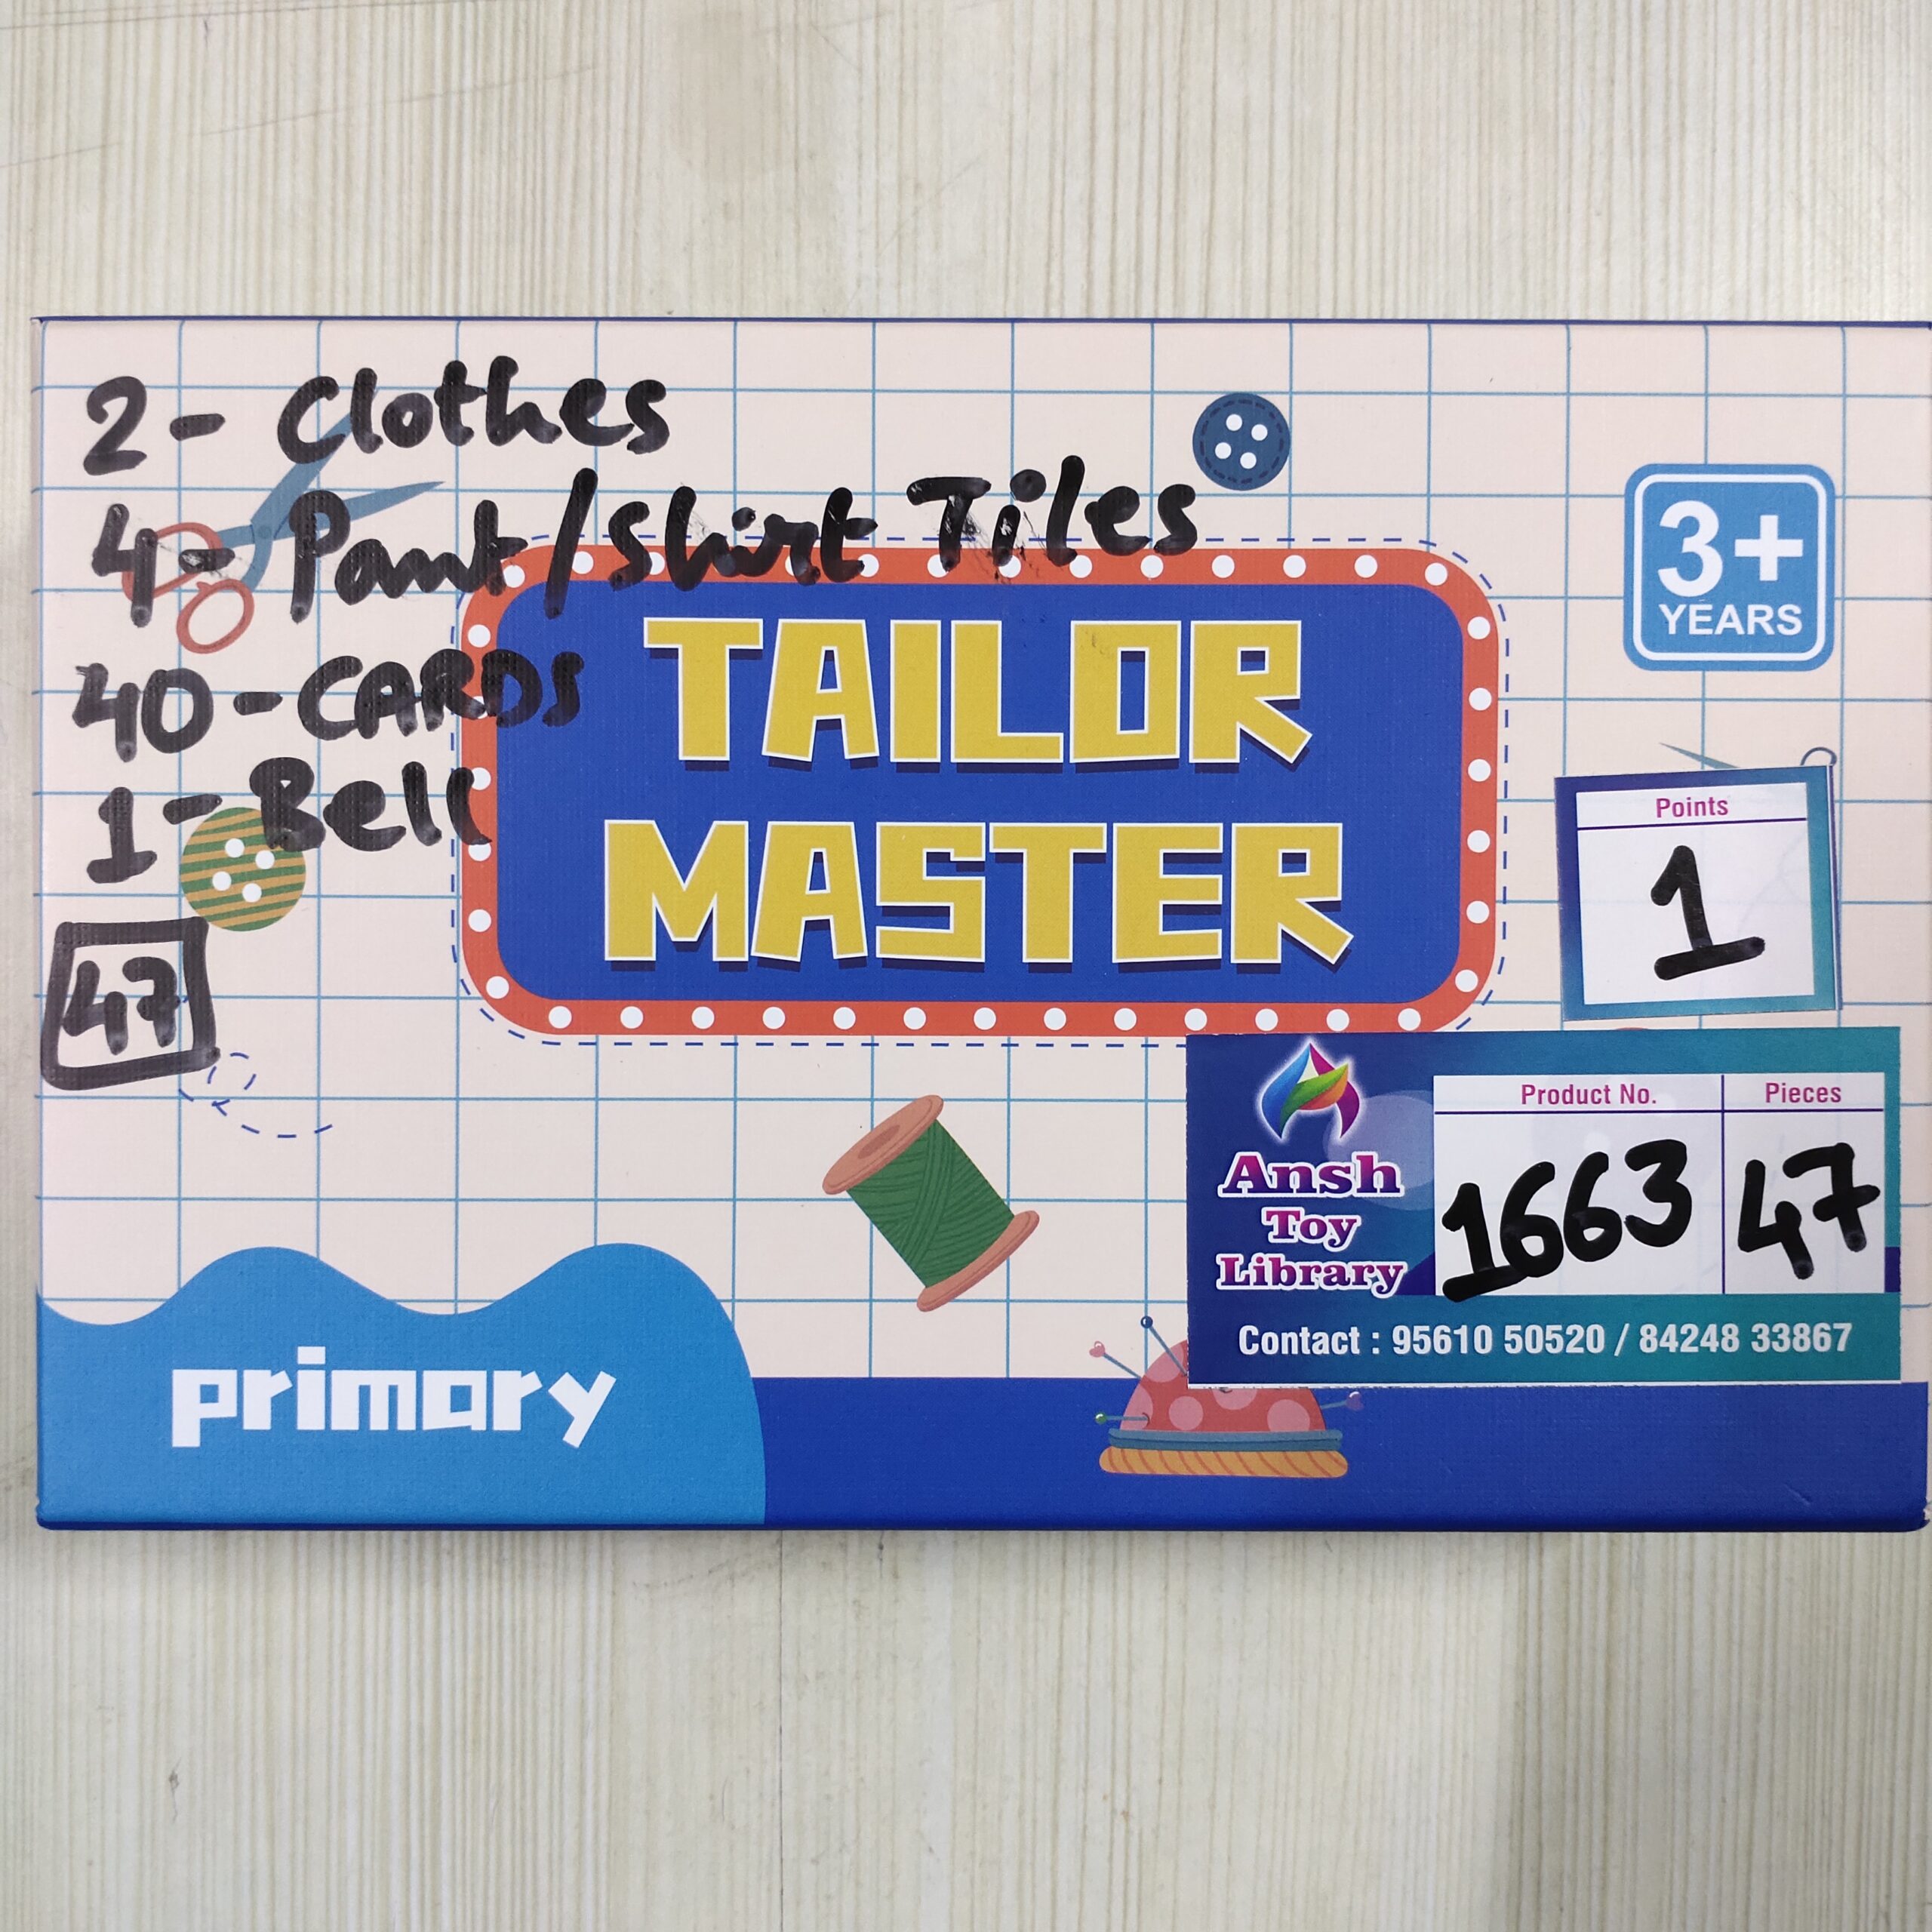 2 - Clothes
4 - Pant/Shirt Tiles
40 - CARDS
1 - Bell
47
TAILOR
MASTER
3+
YEARS
Points
1
Ansh
Toy
Library
Product No.
1663
Pieces
47
Contact : 95610 50520 / 84248 33867
primary